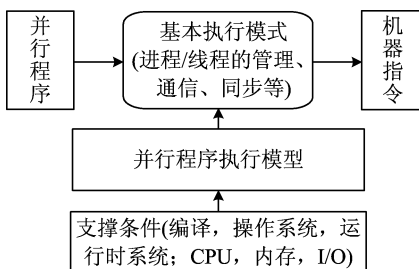 并行程序
基本执行模式
(进程/线程的管理、
通信、同步等)
机器指令
并行程序执行模型
支撑条件(编译，操作系统，运
行时系统；CPU，内存，I/O)